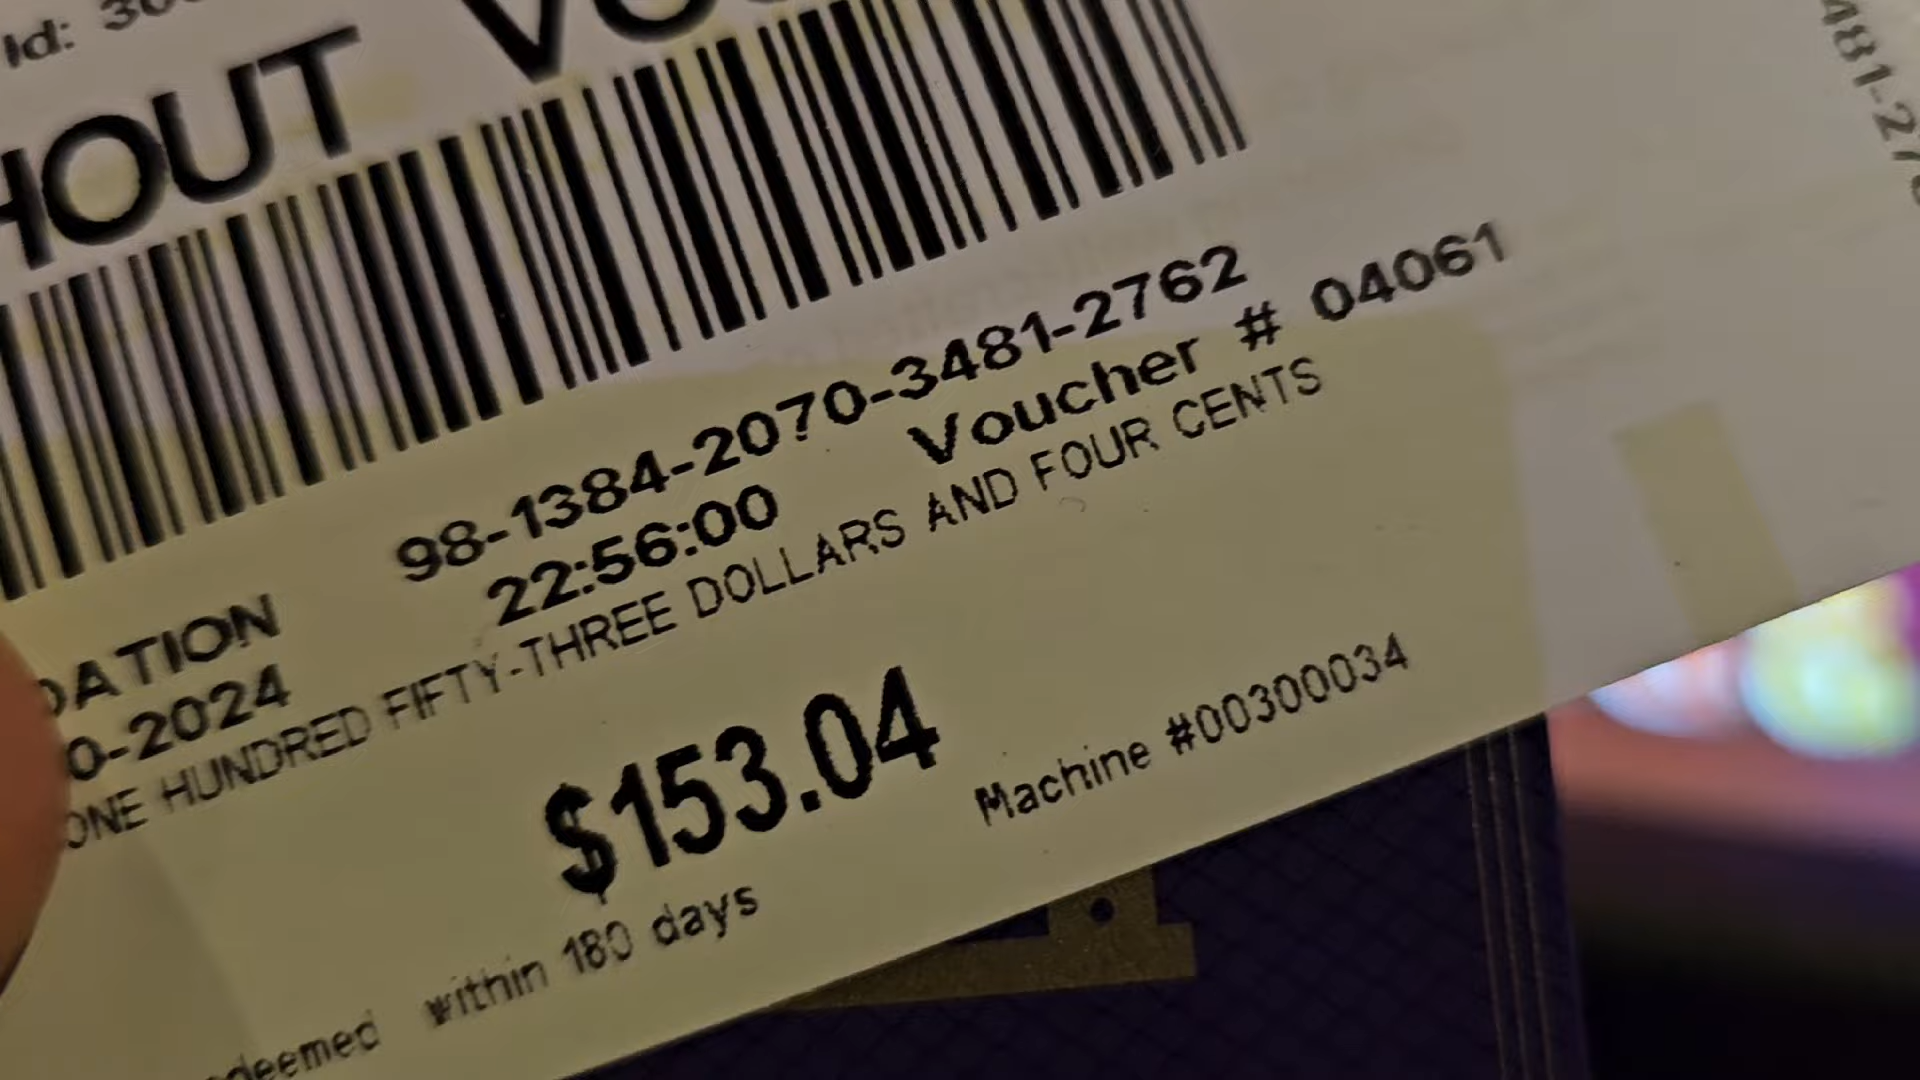 Id: 30
HOUT VO
98-1384-2070-3481-2762
DATION 22:56:00 Voucher # 04061
0-2024 ONE HUNDRED FIFTY-THREE DOLLARS AND FOUR CENTS
$153.04
deemed within 180 days Machine #00300034
481-276